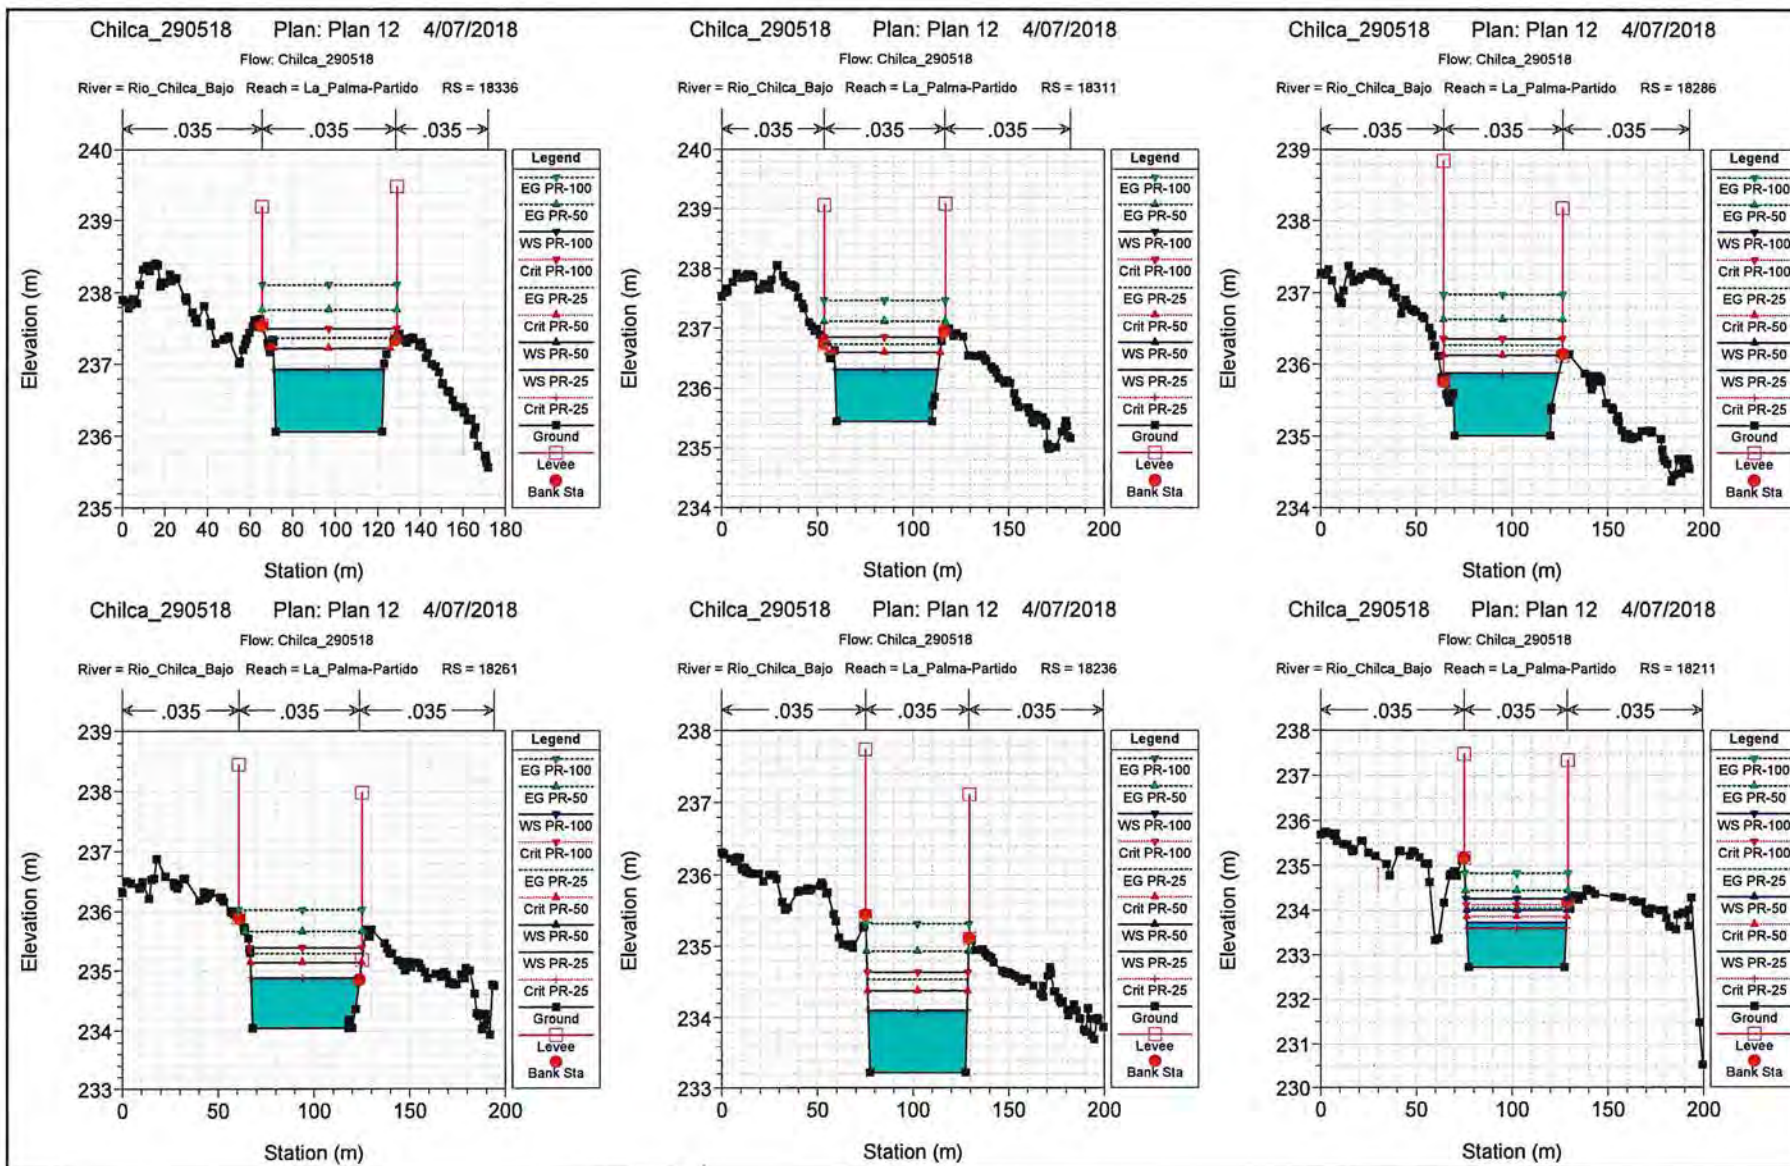 Chilca_290518 Plan: Plan 12 4/07/2018
Flow: Chilca_290518
River = Rio_Chilca_Bajo Reach = La_Palma-Partido RS = 18336
.035 .035 .035
Legend
EG PR-100
EG PR-50
WS PR-100
Crit PR-100
EG PR-25
Crit PR-50
WS PR-50
WS PR-25
Crit PR-25
Ground
Levee
Bank Sta
Elevation (m)
240
239
238
237
236
235
0 20 40 60 80 100 120 140 160 180
Station (m)
Chilca_290518 Plan: Plan 12 4/07/2018
Flow: Chilca_290518
River = Rio_Chilca_Bajo Reach = La_Palma-Partido RS = 18311
.035 .035 .035
Legend
EG PR-100
EG PR-50
WS PR-100
Crit PR-100
EG PR-25
Crit PR-50
WS PR-50
WS PR-25
Crit PR-25
Ground
Levee
Bank Sta
Elevation (m)
240
239
238
237
236
235
234
0 50 100 150 200
Station (m)
Chilca_290518 Plan: Plan 12 4/07/2018
Flow: Chilca_290518
River = Rio_Chilca_Bajo Reach = La_Palma-Partido RS = 18286
.035 .035 .035
Legend
EG PR-100
EG PR-50
WS PR-100
Crit PR-100
EG PR-25
Crit PR-50
WS PR-50
WS PR-25
Crit PR-25
Ground
Levee
Bank Sta
Elevation (m)
239
238
237
236
235
234
0 50 100 150 200
Station (m)
Chilca_290518 Plan: Plan 12 4/07/2018
Flow: Chilca_290518
River = Rio_Chilca_Bajo Reach = La_Palma-Partido RS = 18261
.035 .035 .035
Legend
EG PR-100
EG PR-50
WS PR-100
Crit PR-100
EG PR-25
Crit PR-50
WS PR-50
WS PR-25
Crit PR-25
Ground
Levee
Bank Sta
Elevation (m)
239
238
237
236
235
234
233
0 50 100 150 200
Station (m)
Chilca_290518 Plan: Plan 12 4/07/2018
Flow: Chilca_290518
River = Rio_Chilca_Bajo Reach = La_Palma-Partido RS = 18236
.035 .035 .035
Legend
EG PR-100
EG PR-50
WS PR-100
Crit PR-100
EG PR-25
Crit PR-50
WS PR-50
WS PR-25
Crit PR-25
Ground
Levee
Bank Sta
Elevation (m)
238
237
236
235
234
233
0 50 100 150 200
Station (m)
Chilca_290518 Plan: Plan 12 4/07/2018
Flow: Chilca_290518
River = Rio_Chilca_Bajo Reach = La_Palma-Partido RS = 18211
.035 .035 .035
Legend
EG PR-100
EG PR-50
WS PR-100
Crit PR-100
EG PR-25
WS PR-50
Crit PR-50
WS PR-25
Crit PR-25
Ground
Levee
Bank Sta
Elevation (m)
238
237
236
235
234
233
232
231
230
0 50 100 150 200
Station (m)